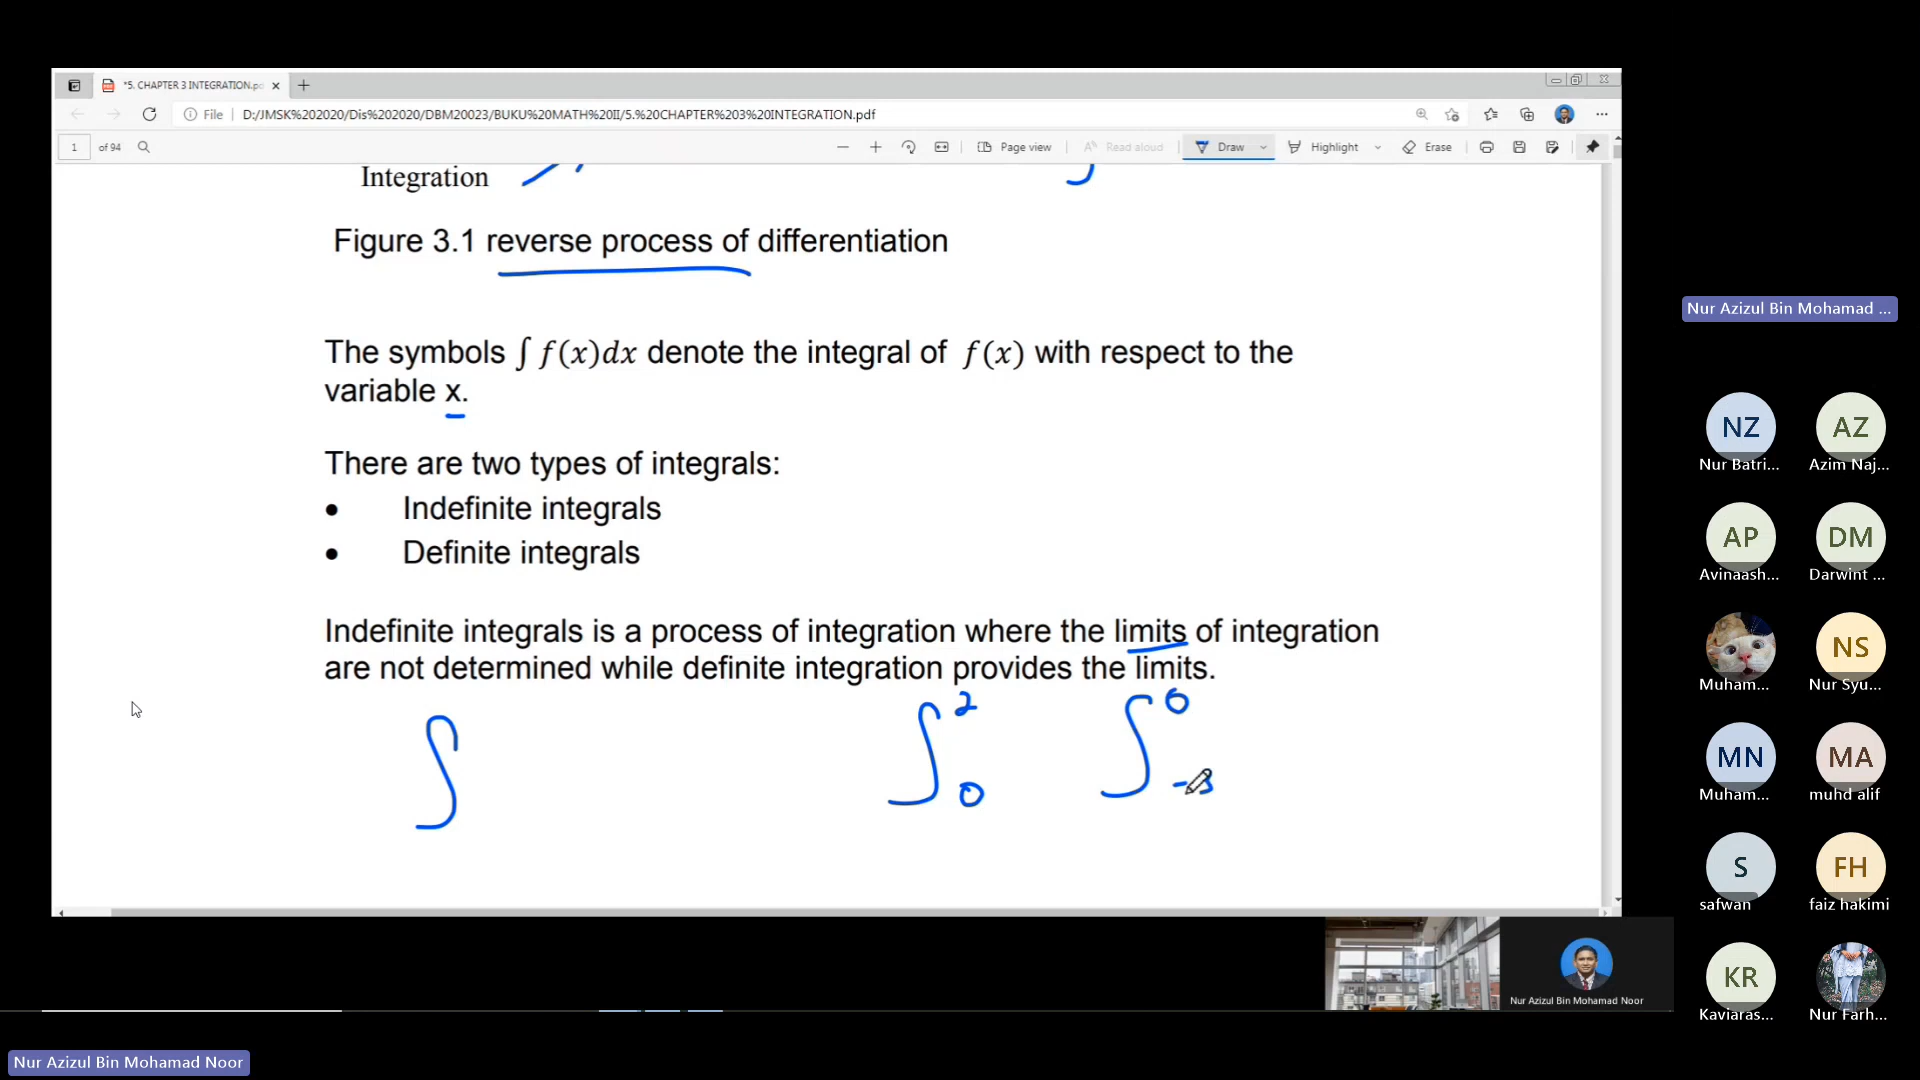 *5. CHAPTER 3 INTEGRATION.pc
File D:/JMSK%202020/Dis%202020/DBM20023/BUKU%20MATH%20II/5.%20CHAPTER%203%20INTEGRATION.pdf
1 of 94 Page view Read aloud Draw Highlight Erase
Integration
Figure 3.1 reverse process of differentiation
The symbols ∫ f(x)dx denote the integral of f(x) with respect to the
variable x.
There are two types of integrals:
• Indefinite integrals
• Definite integrals
Indefinite integrals is a process of integration where the limits of integration
are not determined while definite integration provides the limits.
∫ ∫ 2 0 ∫ 0 -3
Nur Azizul Bin Mohamad ...
NZ AZ
Nur Batri... Azim Naj...
AP DM
Avinaash... Darwint ...
NS
Muham... Nur Syu...
MN MA
Muham... muhd alif
S FH
safwan faiz hakimi
KR
Kaviaras... Nur Farh...
Nur Azizul Bin Mohamad Noor
Nur Azizul Bin Mohamad Noor